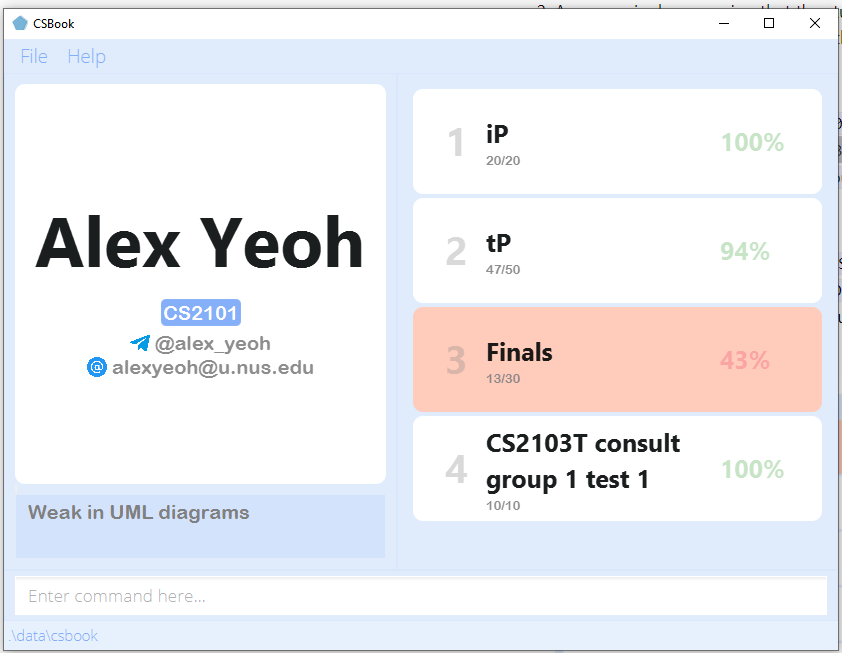 CSBook
File Help
Alex Yeoh
CS2101
@alex_yeoh
alexyeoh@u.nus.edu
Weak in UML diagrams
1 iP 100%
20/20
2 tP 94%
47/50
3 Finals 43%
13/30
4 CS2103T consult group 1 test 1 100%
10/10
Enter command here...
.\data\csbook